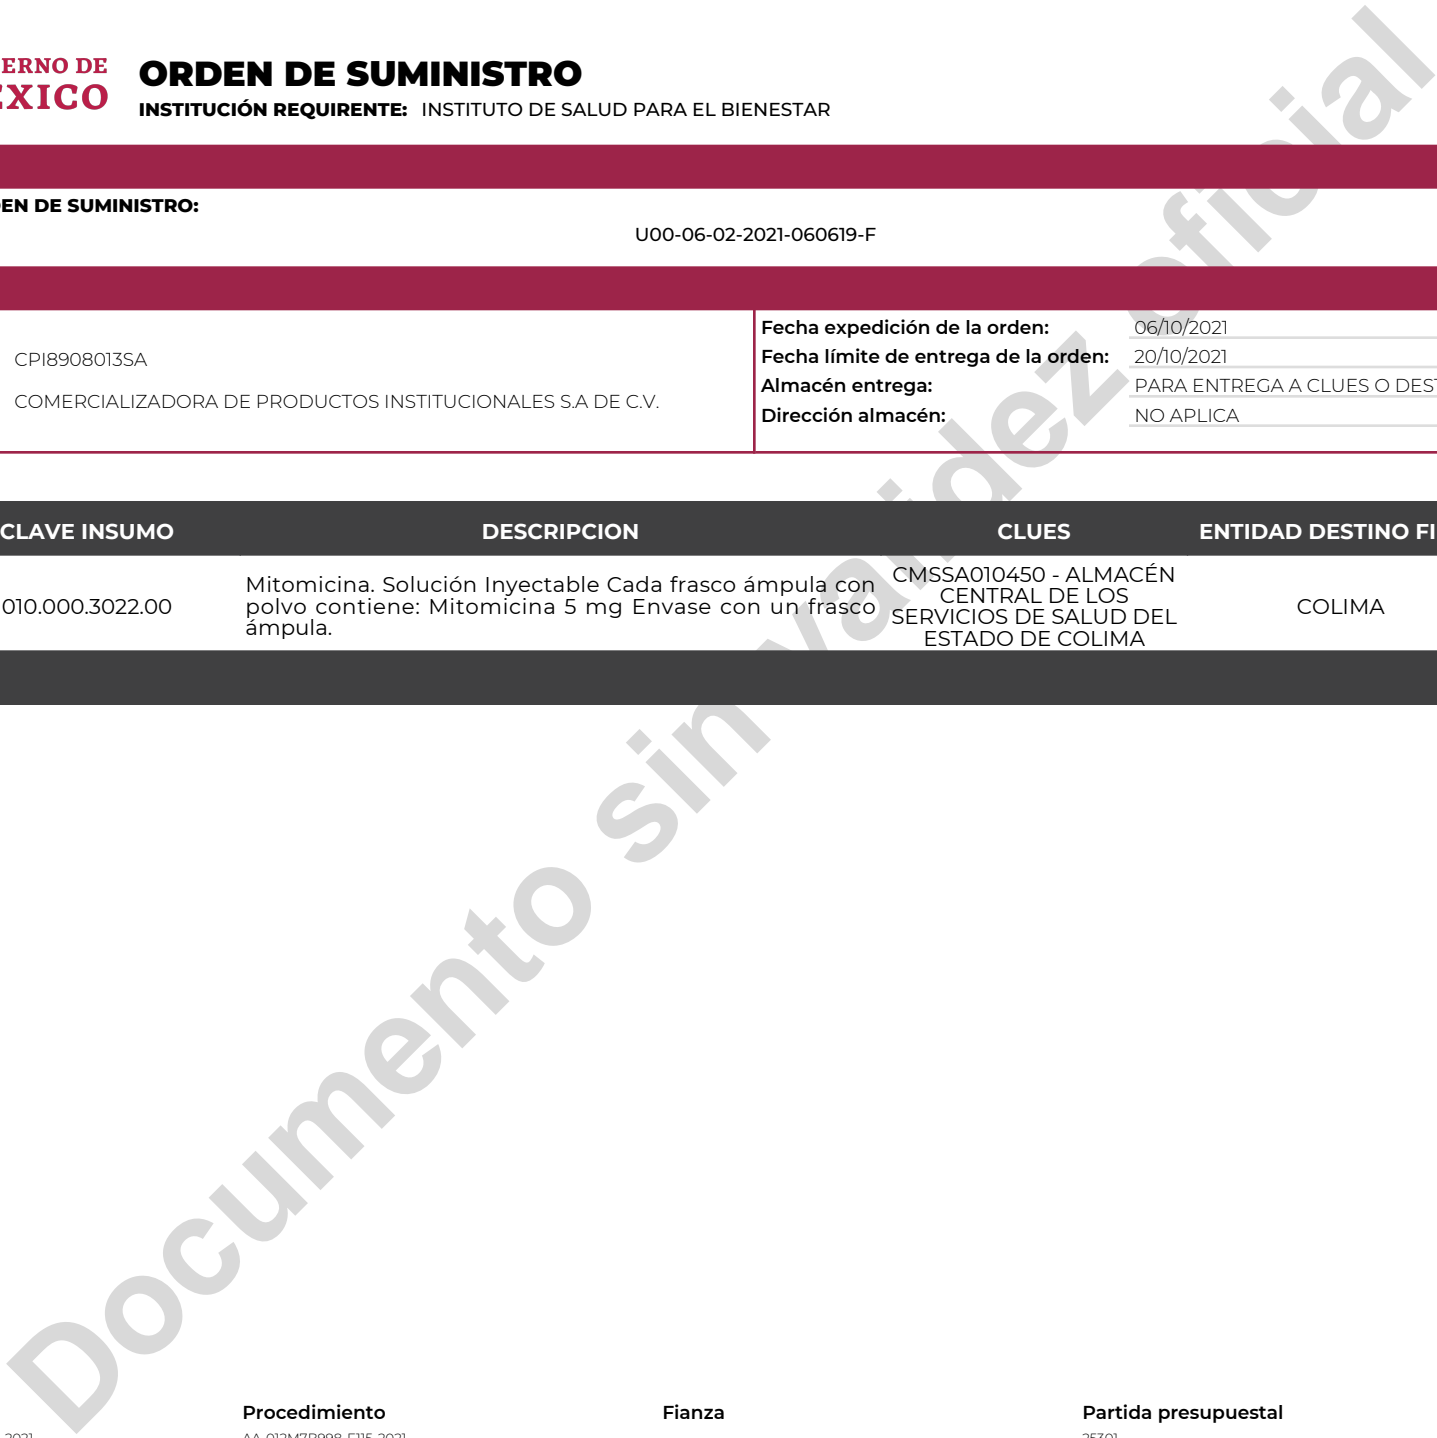 ERNO DE
ÉXICO
ORDEN DE SUMINISTRO
INSTITUCIÓN REQUIRENTE: INSTITUTO DE SALUD PARA EL BIENESTAR
EN DE SUMINISTRO:
U00-06-02-2021-060619-F
CPI8908013SA
COMERCIALIZADORA DE PRODUCTOS INSTITUCIONALES S.A DE C.V.
Fecha expedición de la orden: 06/10/2021
Fecha límite de entrega de la orden: 20/10/2021
Almacén entrega: PARA ENTREGA A CLUES O DEST
Dirección almacén: NO APLICA
CLAVE INSUMO DESCRIPCION CLUES ENTIDAD DESTINO FI
010.000.3022.00
Mitomicina. Solución Inyectable Cada frasco ámpula con
polvo contiene: Mitomicina 5 mg Envase con un frasco
ámpula.
CMSSA010450 - ALMACÉN
CENTRAL DE LOS
SERVICIOS DE SALUD DEL
ESTADO DE COLIMA
COLIMA
Documento sin validez oficial
Procedimiento Fianza Partida presupuestal